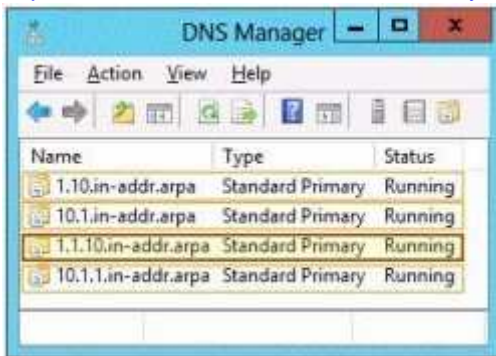 DNS Manager
File Action View Help
Name Type Status
1.10.in-addr.arpa Standard Primary Running
10.1.in-addr.arpa Standard Primary Running
1.1.10.in-addr.arpa Standard Primary Running
10.1.1.in-addr.arpa Standard Primary Running